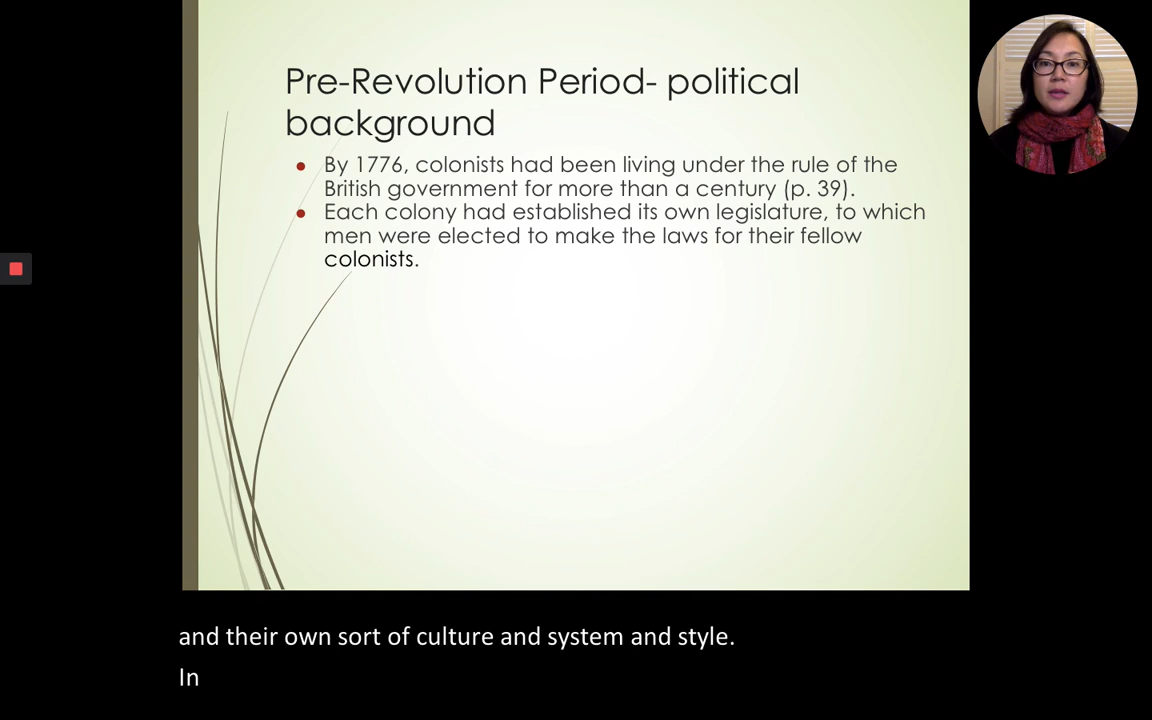 Pre-Revolution Period- political
background
• By 1776, colonists had been living under the rule of the
British government for more than a century (p. 39).
• Each colony had established its own legislature, to which
men were elected to make the laws for their fellow
colonists.
and their own sort of culture and system and style.
In